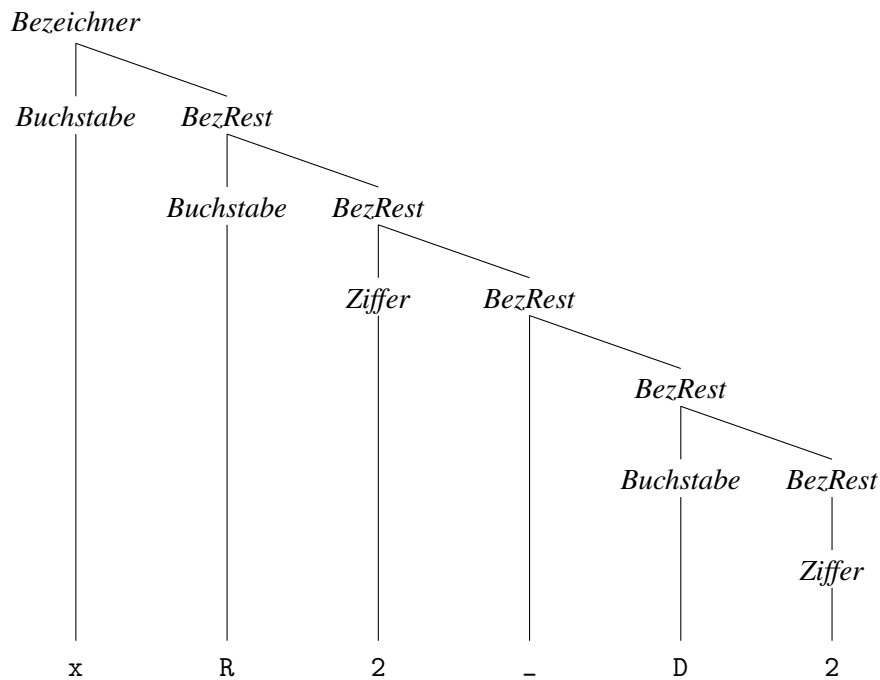 Bezeichner
Buchstabe BezRest
Buchstabe BezRest
Ziffer BezRest
BezRest
Buchstabe BezRest
Ziffer
x R 2 _ D 2